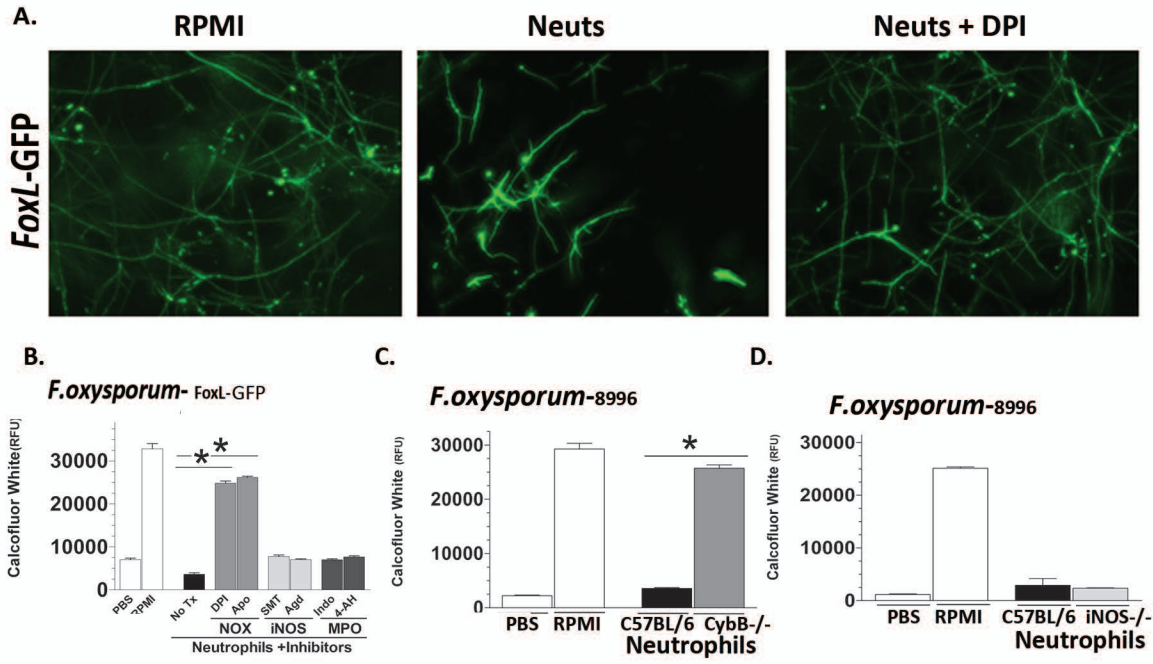 A.
RPMI
Neuts
Neuts + DPI
FoxL-GFP
B.
F.oxysporum- FoxL-GFP
Calcofluor White(RFU)
30000
20000
10000
0
PBS
RPMI
No Tx
DPI
Apo
SMT
Agd
Indo
4-AH
NOX
iNOS
MPO
Neutrophils +Inhibitors
*
*
C.
F.oxysporum-8996
Calcofluor White (RFU)
30000
20000
10000
0
*
PBS
RPMI
C57BL/6
CybB-/-
Neutrophils
D.
F.oxysporum-8996
Calcofluor White (RFU)
30000
20000
10000
0
PBS
RPMI
C57BL/6
iNOS-/-
Neutrophils